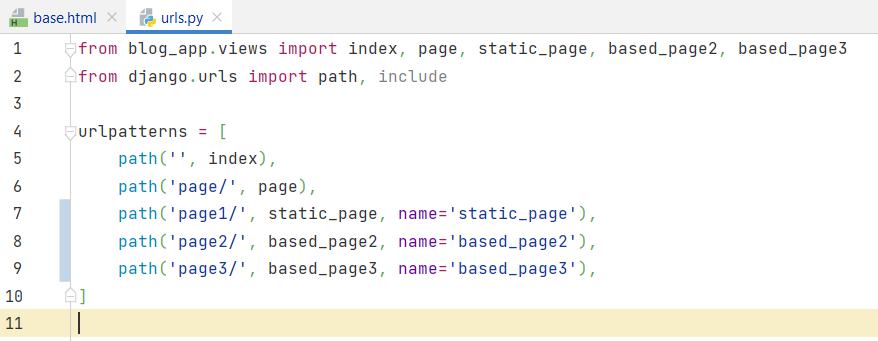 base.html urls.py
1 from blog_app.views import index, page, static_page, based_page2, based_page3
2 from django.urls import path, include
3
4 urlpatterns = [
5     path('', index),
6     path('page/', page),
7     path('page1/', static_page, name='static_page'),
8     path('page2/', based_page2, name='based_page2'),
9     path('page3/', based_page3, name='based_page3'),
10 ]
11